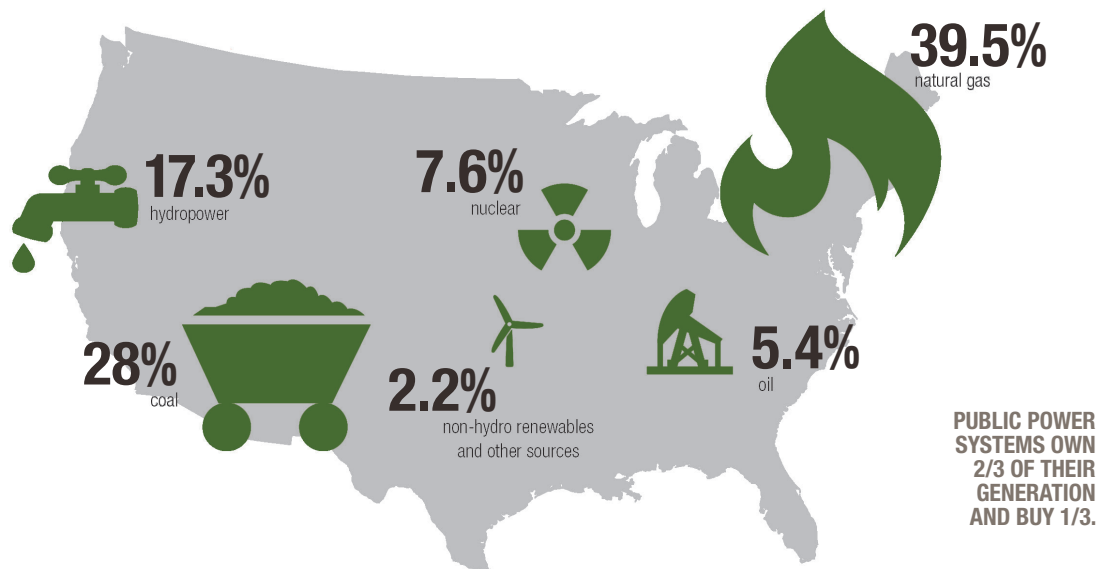 39.5%
natural gas
17.3%
hydropower
7.6%
nuclear
28%
coal
2.2%
non-hydro renewables
and other sources
5.4%
oil
PUBLIC POWER
SYSTEMS OWN
2/3 OF THEIR
GENERATION
AND BUY 1/3.